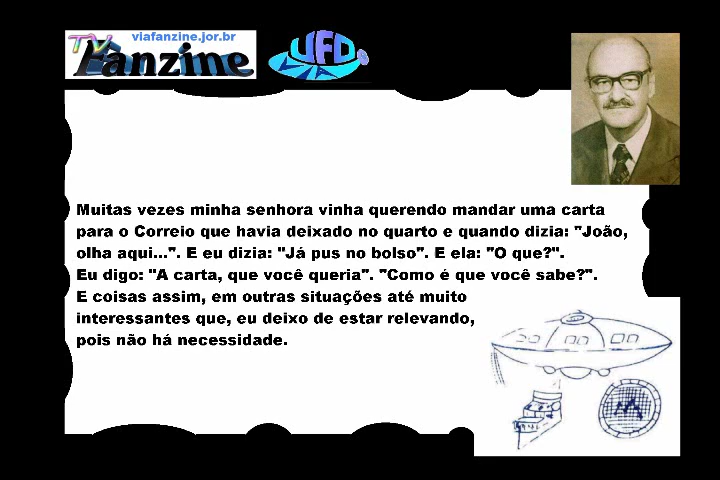 viafanzine.jor.br
TV Fanzine
UFO
VIA
Muitas vezes minha senhora vinha querendo mandar uma carta
para o Correio que havia deixado no quarto e quando dizia: "João,
olha aqui...". E eu dizia: "Já pus no bolso". E ela: "O que?".
Eu digo: "A carta, que você queria". "Como é que você sabe?".
E coisas assim, em outras situações até muito
interessantes que, eu deixo de estar relevando,
pois não há necessidade.